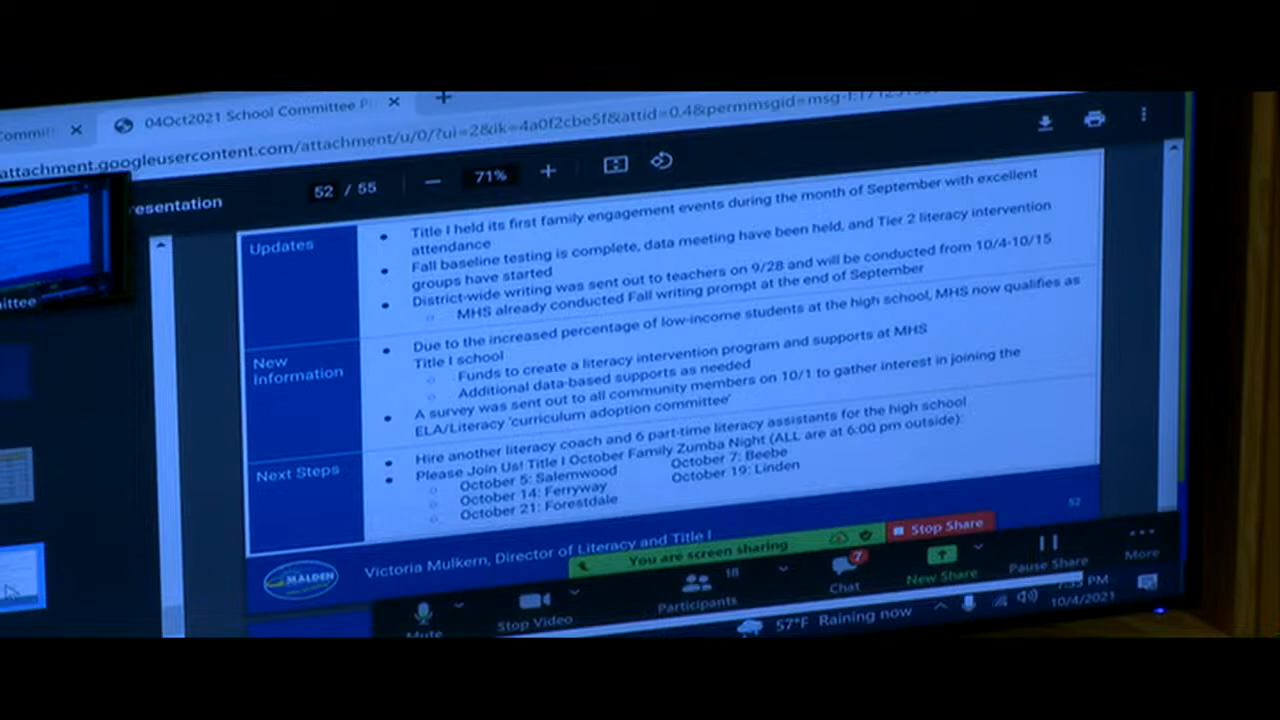 04Oct2021 School Committee P
attachment.googleusercontent.com/attachment/u/0/?ui=2&ik=4a0f2cbe5f&attid=0.4&permmsgid=msg-f:
resentation
52 / 55
71%
Updates
Title I held its first family engagement events during the month of September with excellent
attendance
Fall baseline testing is complete, data meeting have been held, and Tier 2 literacy intervention
groups have started
District-wide writing was sent out to teachers on 9/28 and will be conducted from 10/4-10/15
MHS already conducted Fall writing prompt at the end of September
New
Information
Due to the increased percentage of low-income students at the high school, MHS now qualifies as
Title I school
Funds to create a literacy intervention program and supports at MHS
Additional data-based supports as needed
A survey was sent out to all community members on 10/1 to gather interest in joining the
ELA/Literacy 'curriculum adoption committee'
Next Steps
Hire another literacy coach and 6 part-time literacy assistants for the high school
Please Join Us! Title I October Family Zumba Night (ALL are at 6:00 pm outside):
October 5: Salemwood October 7: Beebe
October 14: Ferryway October 19: Linden
October 21: Forestdale
52
MALDEN
Victoria Mulkern, Director of Literacy and Title I
You are screen sharing
Stop Share
Mute
Stop Video
18
Participants
7
Chat
New Share
Pause Share
More
57°F Raining now
PM
10/4/2021